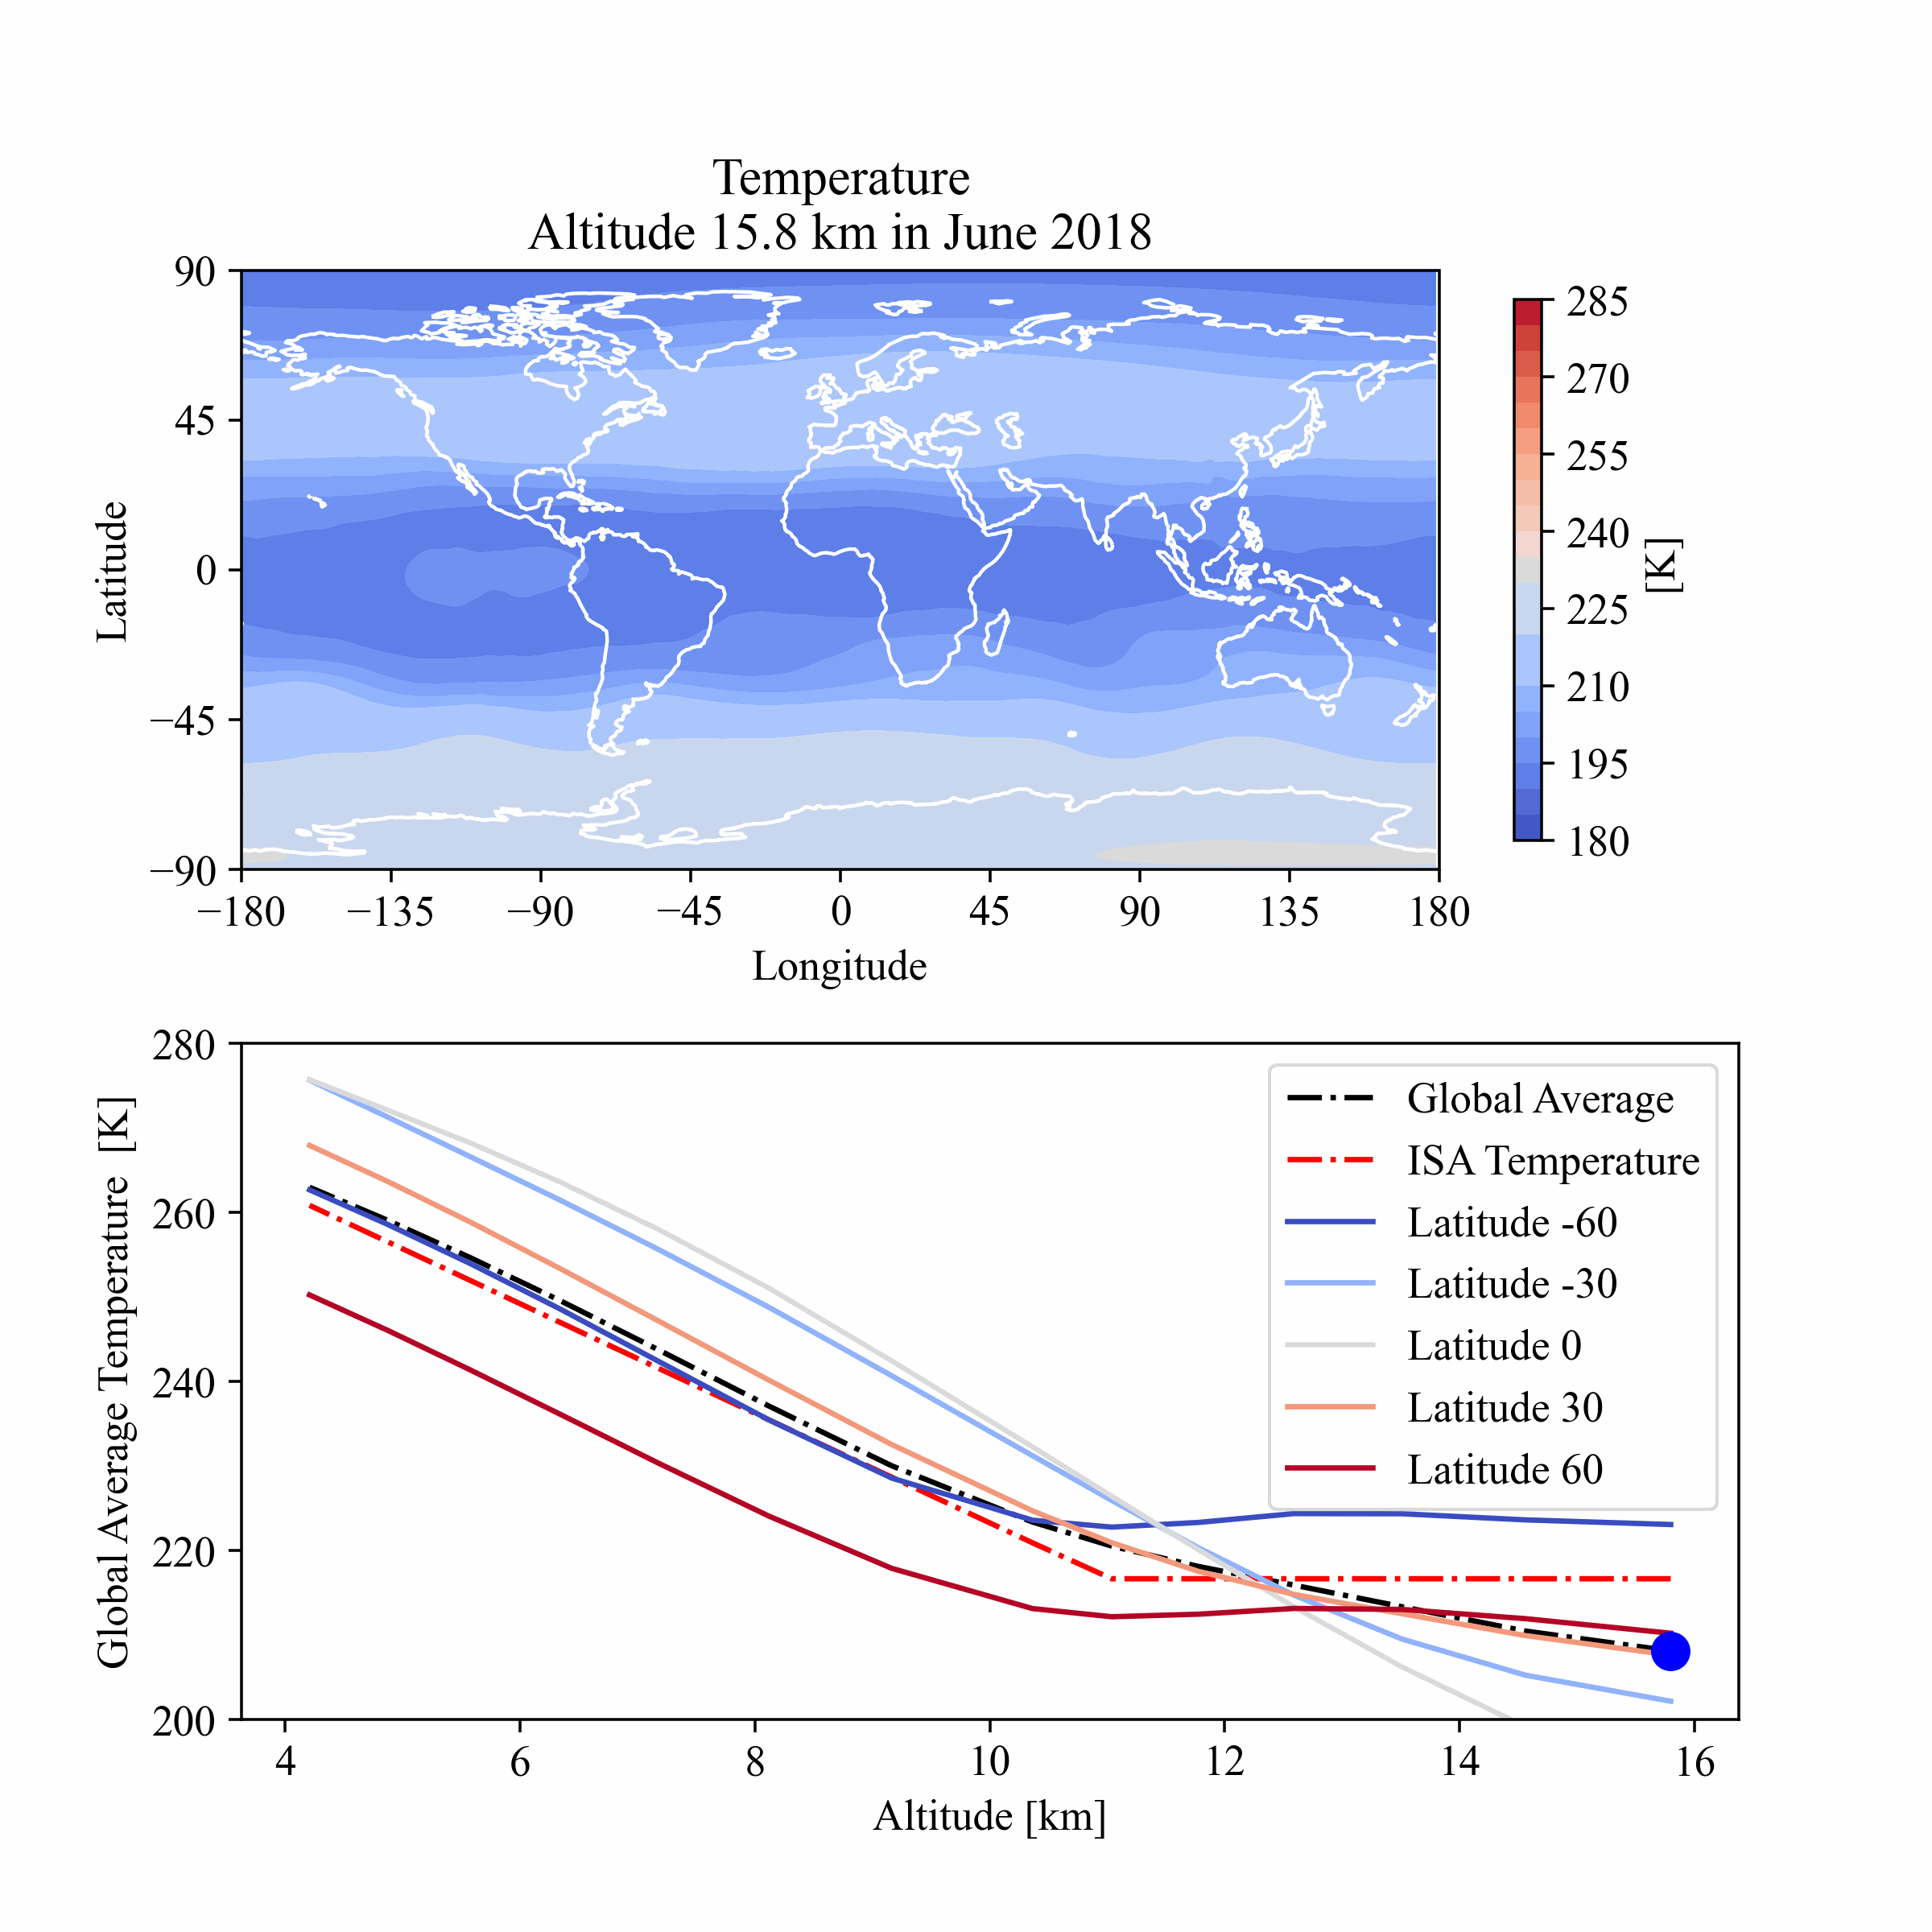 Temperature
Altitude 15.8 km in June 2018
90
45
0
−45
−90
Latitude
−180 −135 −90 −45 0 45 90 135 180
Longitude
285
270
255
240
225
210
195
180
[K]
280
260
240
220
200
Global Average Temperature [K]
Global Average
ISA Temperature
Latitude -60
Latitude -30
Latitude 0
Latitude 30
Latitude 60
4 6 8 10 12 14 16
Altitude [km]